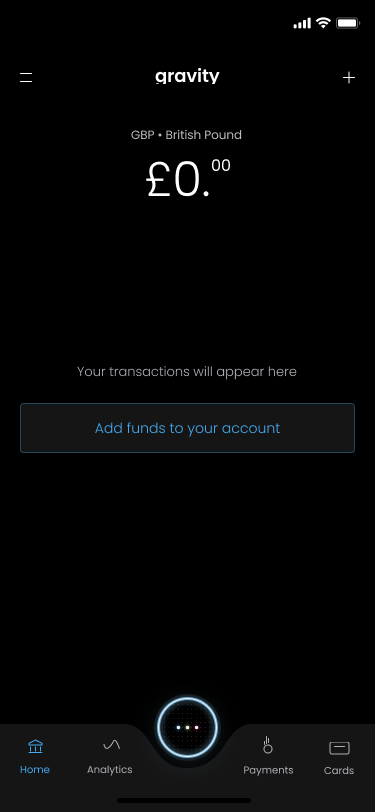 gravity
GBP • British Pound
£0.00
Your transactions will appear here
Add funds to your account
Home
Analytics
Payments
Cards